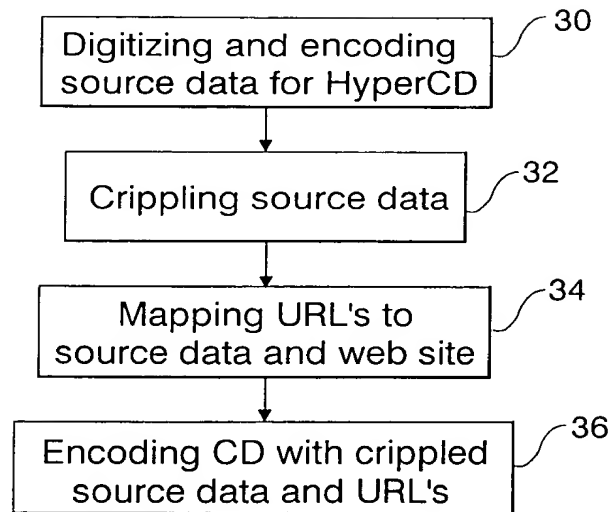 30
Digitizing and encoding
source data for HyperCD
32
Crippling source data
34
Mapping URL's to
source data and web site
36
Encoding CD with crippled
source data and URL's